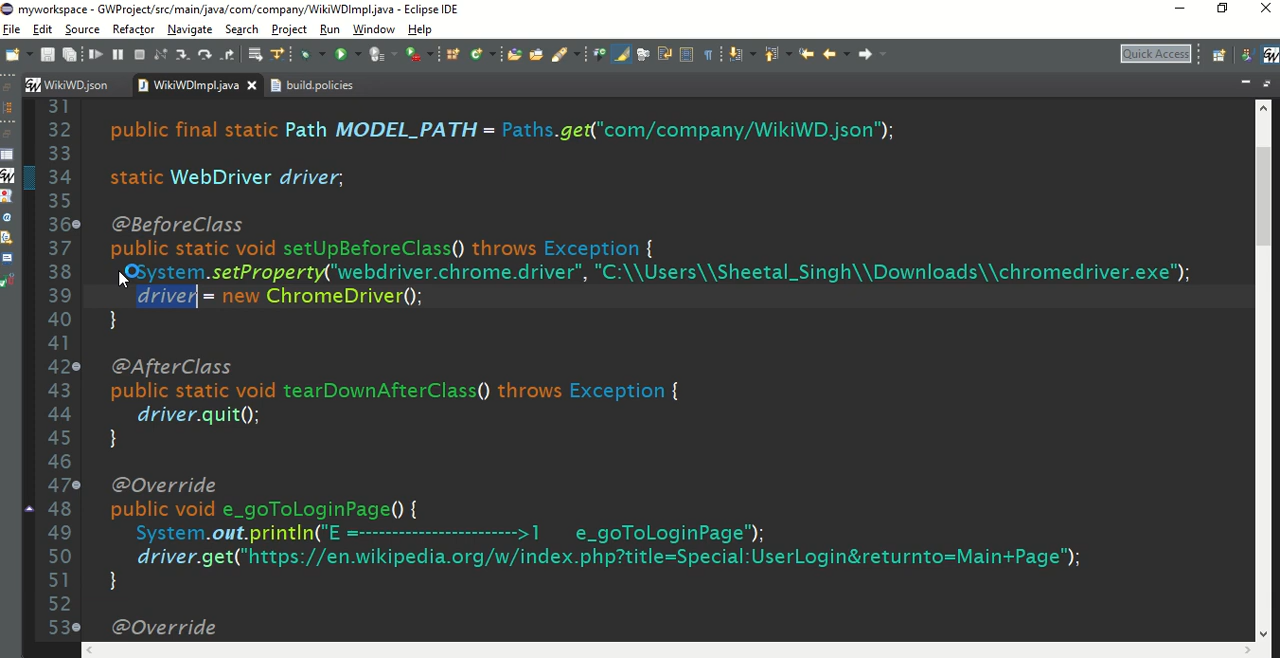 myworkspace - GWProject/src/main/java/com/company/WikiWDImpl.java - Eclipse IDE
File Edit Source Refactor Navigate Search Project Run Window Help
Quick Access
WikiWD.json WikiWDImpl.java build.policies
31
32 public final static Path MODEL_PATH = Paths.get("com/company/WikiWD.json");
33
34 static WebDriver driver;
35
36 @BeforeClass
37 public static void setUpBeforeClass() throws Exception {
38 System.setProperty("webdriver.chrome.driver", "C:\\Users\\Sheetal_Singh\\Downloads\\chromedriver.exe");
39 driver = new ChromeDriver();
40 }
41
42 @AfterClass
43 public static void tearDownAfterClass() throws Exception {
44 driver.quit();
45 }
46
47 @Override
48 public void e_goToLoginPage() {
49 System.out.println("E =----------------------->1 e_goToLoginPage");
50 driver.get("https://en.wikipedia.org/w/index.php?title=Special:UserLogin&returnto=Main+Page");
51 }
52
53 @Override